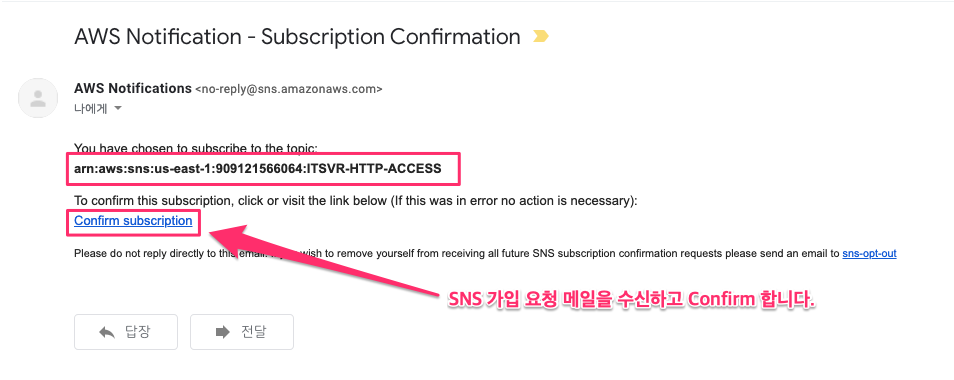 AWS Notification - Subscription Confirmation
AWS Notifications <no-reply@sns.amazonaws.com>
나에게
You have chosen to subscribe to the topic:
arn:aws:sns:us-east-1:909121566064:ITSVR-HTTP-ACCESS
To confirm this subscription, click or visit the link below (If this was in error no action is necessary):
Confirm subscription
Please do not reply directly to this email. wish to remove yourself from receiving all future SNS subscription confirmation requests please send an email to sns-opt-out
SNS 가입 요청 메일을 수신하고 Confirm 합니다.
답장
전달